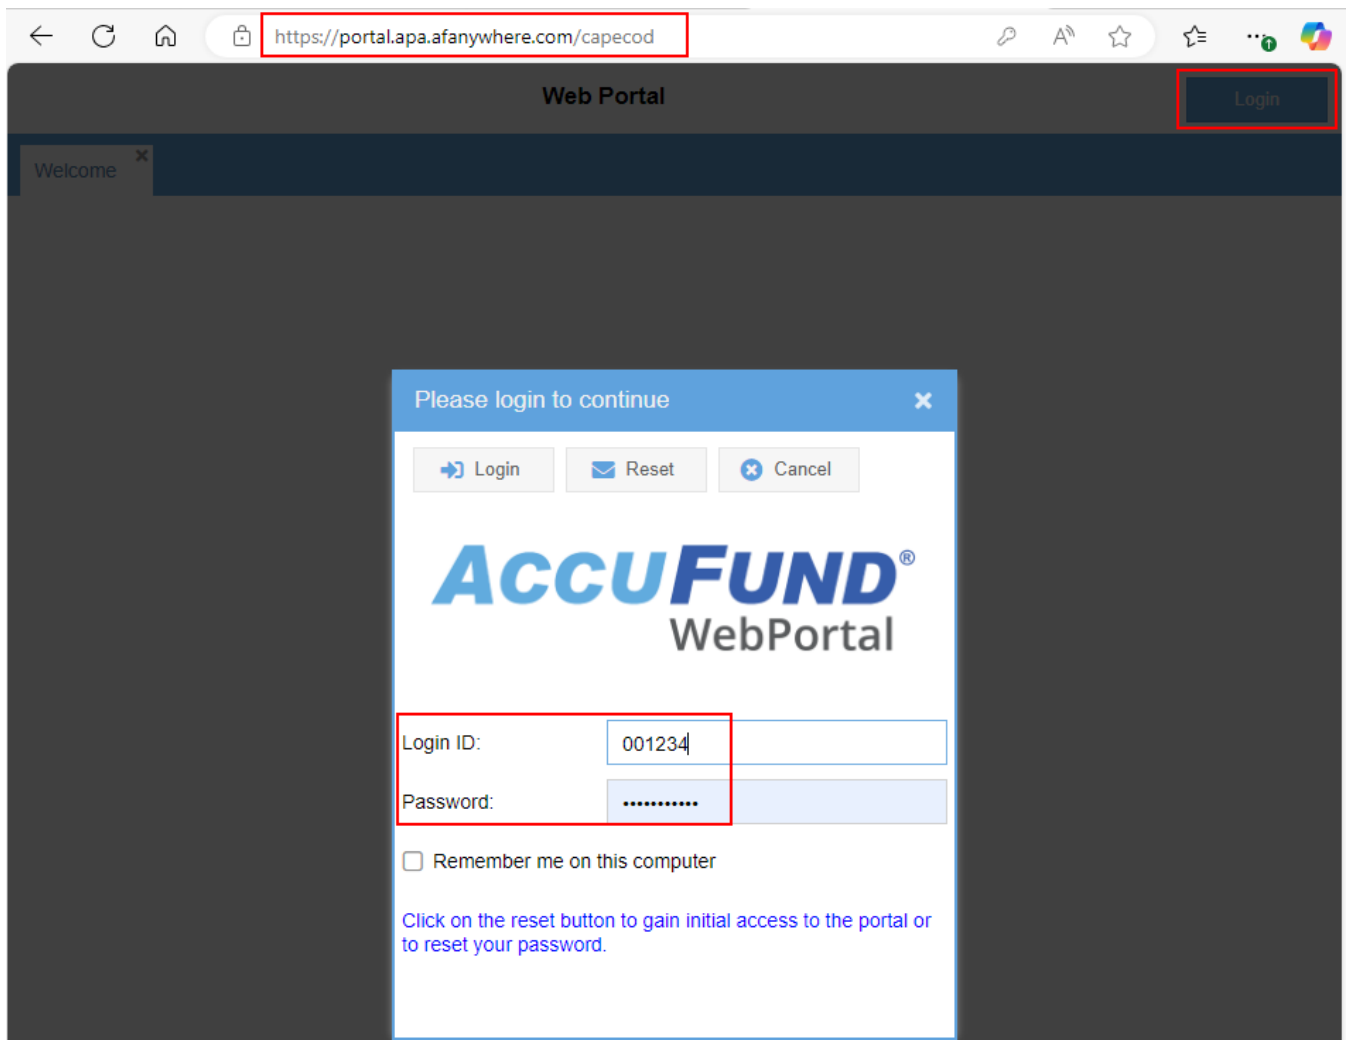 https://portal.apa.afanywhere.com/capecod
Web Portal
Login
Welcome
Please login to continue
Login Reset Cancel
ACCUFUND®
WebPortal
Login ID: 001234
Password: •••••••••••
Remember me on this computer
Click on the reset button to gain initial access to the portal or
to reset your password.